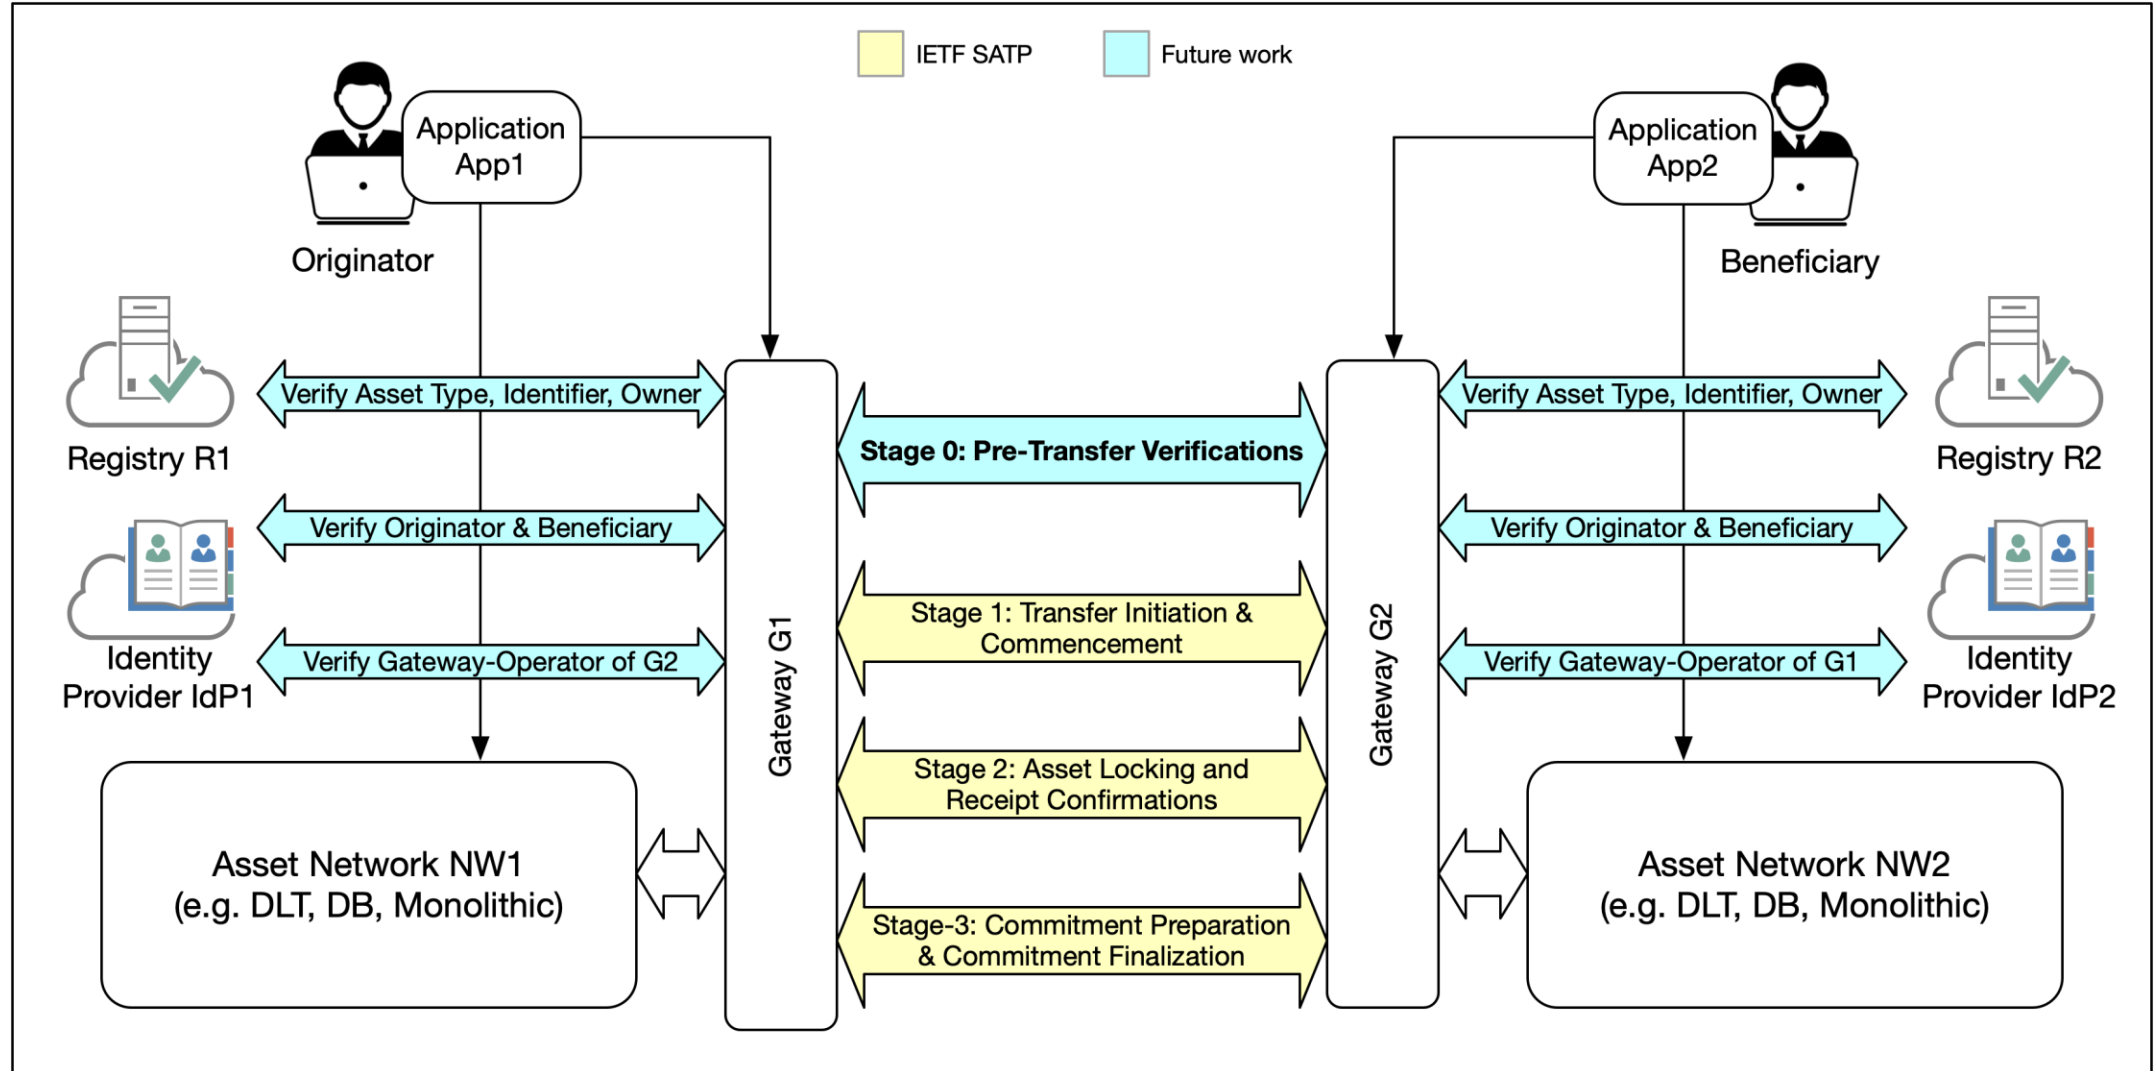 IETF SATP
Future work
Application
App1
Originator
Application
App2
Beneficiary
Registry R1
Verify Asset Type, Identifier, Owner
Verify Originator & Beneficiary
Identity
Provider IdP1
Verify Gateway-Operator of G2
Gateway G1
Asset Network NW1
(e.g. DLT, DB, Monolithic)
Stage 0: Pre-Transfer Verifications
Stage 1: Transfer Initiation &
Commencement
Stage 2: Asset Locking and
Receipt Confirmations
Stage-3: Commitment Preparation
& Commitment Finalization
Gateway G2
Verify Asset Type, Identifier, Owner
Registry R2
Verify Originator & Beneficiary
Verify Gateway-Operator of G1
Identity
Provider IdP2
Asset Network NW2
(e.g. DLT, DB, Monolithic)